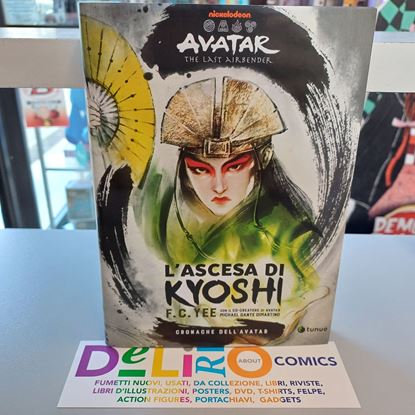 nickelodeon
AVATAR
THE LAST AIRBENDER
L'ASCESA DI
KYOSHI
F. C. YEE
CON IL CO-CREATORE DI AVATAR
MICHAEL DANTE DIMARTINO
CRONACHE DELL'AVATAR
tunué
DELIRIO ABOUT COMICS
FUMETTI NUOVI, USATI, DA COLLEZIONE, LIBRI, RIVISTE,
LIBRI D'ILLUSTRAZIONI, POSTERS, DVD, T-SHIRTS, FELPE,
ACTION FIGURES, PORTACHIAVI, GADGETS